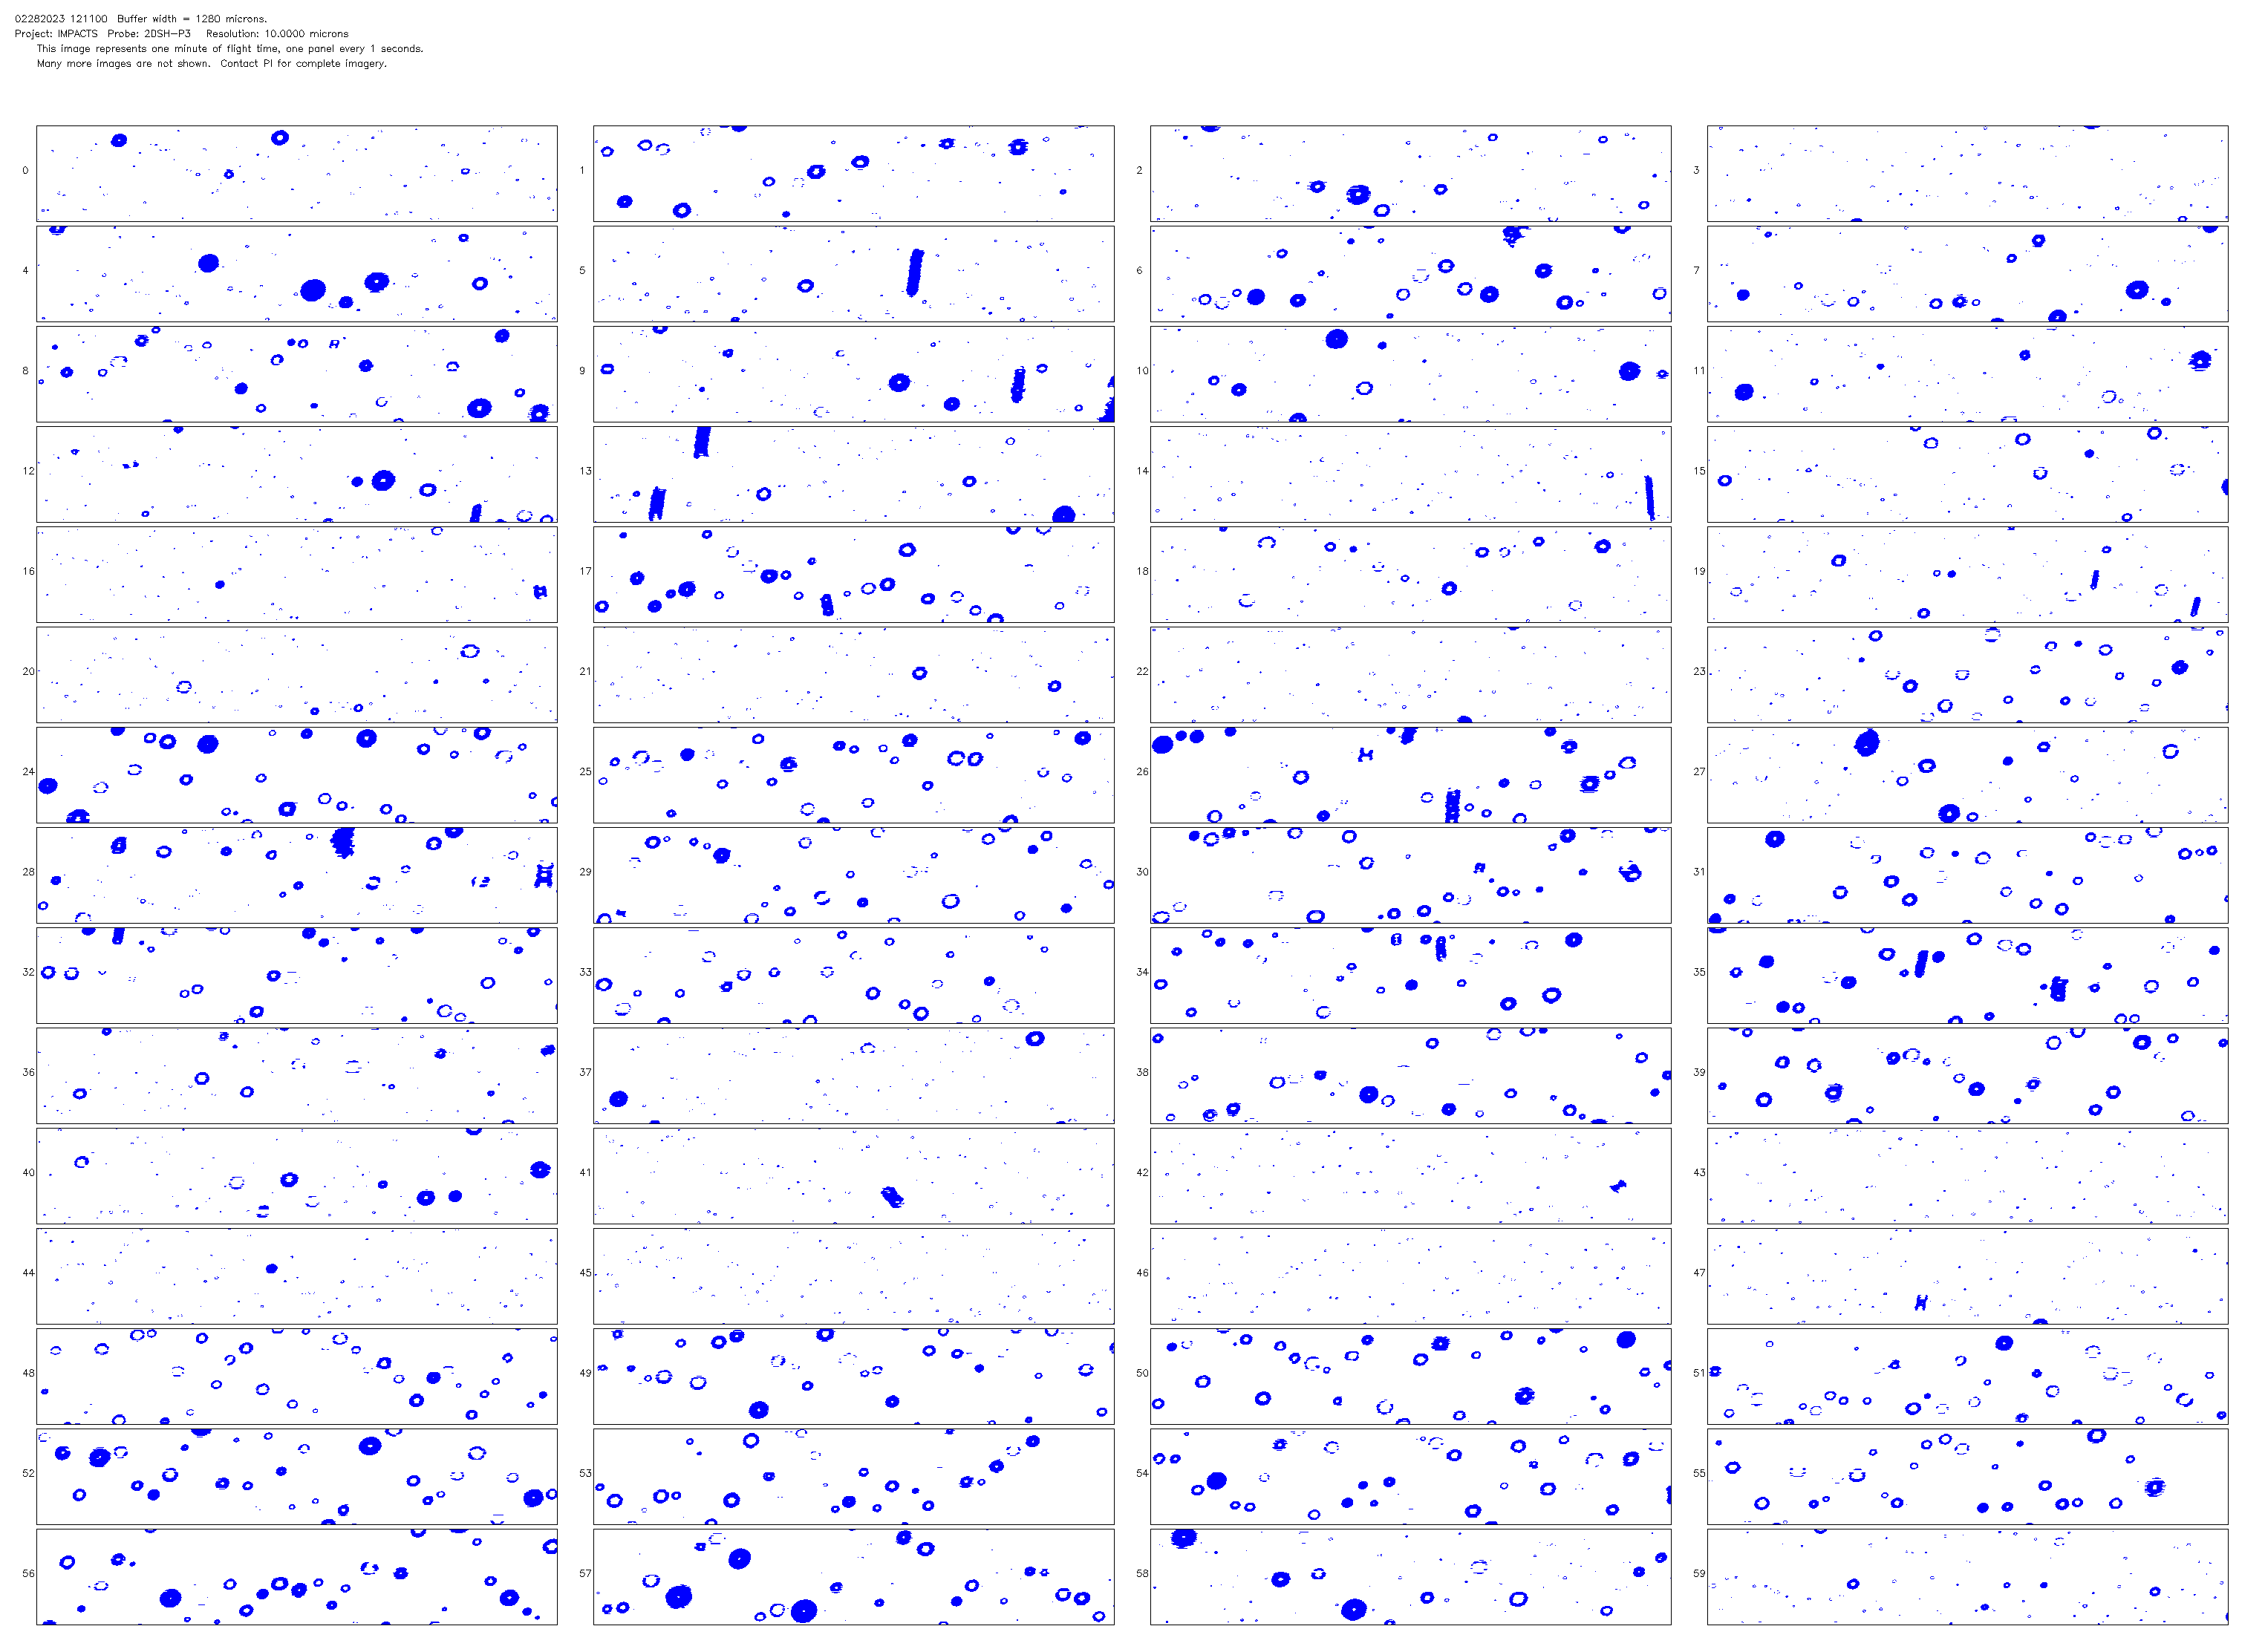 02282023 121100  Buffer width = 1280 microns.
Project: IMPACTS  Probe: 2DSH-P3  Resolution: 10.0000 microns
This image represents one minute of flight time, one panel every 1 seconds.
Many more images are not shown.  Contact PI for complete imagery.
0 1 2 3
4 5 6 7
8 9 10 11
12 13 14 15
16 17 18 19
20 21 22 23
24 25 26 27
28 29 30 31
32 33 34 35
36 37 38 39
40 41 42 43
44 45 46 47
48 49 50 51
52 53 54 55
56 57 58 59